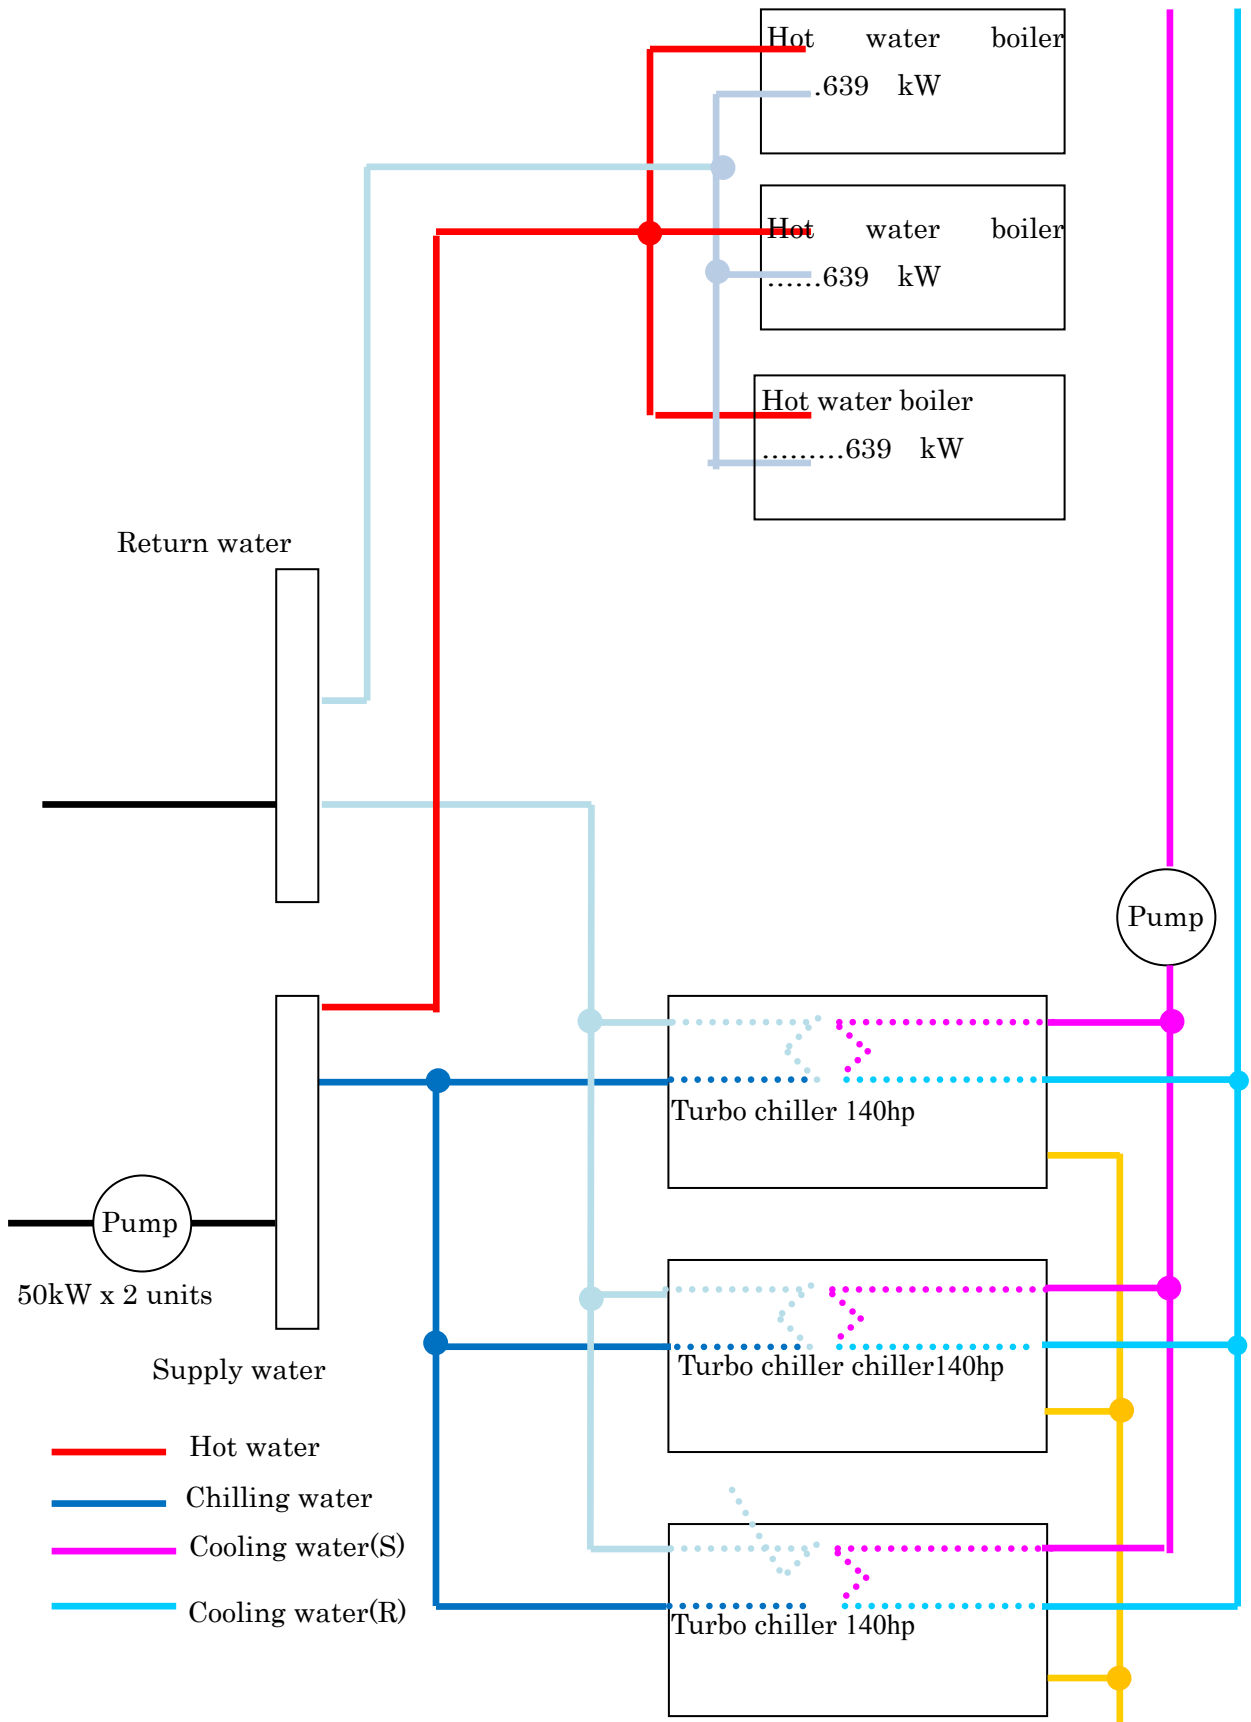 Hot water boiler
.639 kW
Hot water boiler
......639 kW
Hot water boiler
.........639 kW
Return water
Pump
Turbo chiller 140hp
Pump
50kW x 2 units
Supply water
Turbo chiller chiller140hp
Hot water
Chilling water
Cooling water(S)
Cooling water(R)
Turbo chiller 140hp